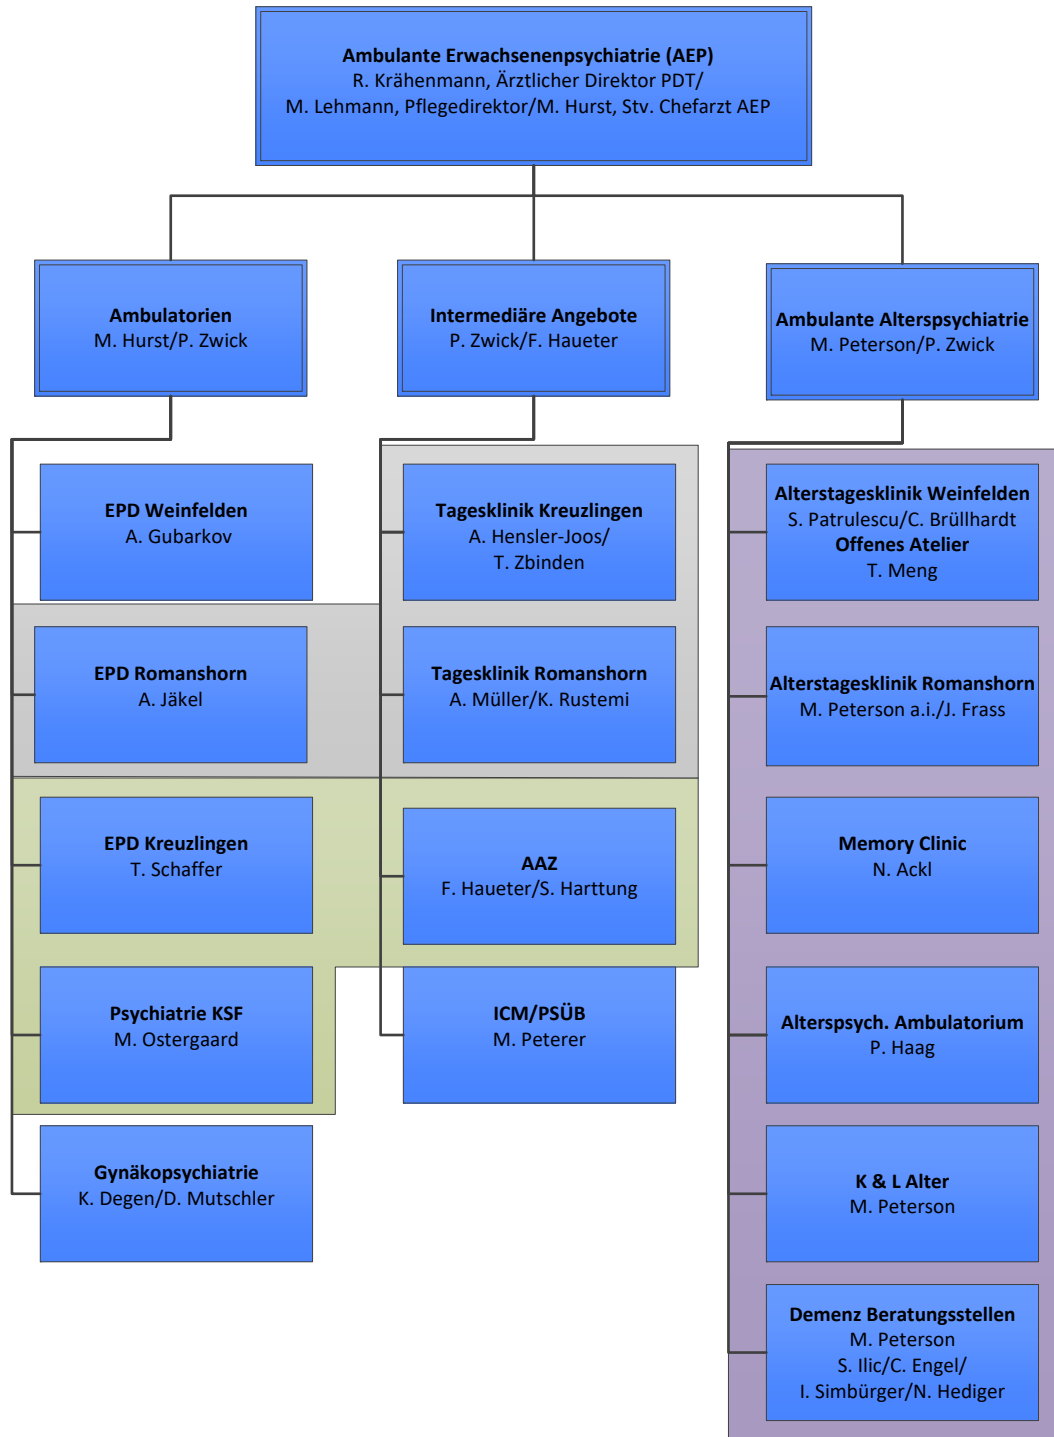 Ambulante Erwachsenenpsychiatrie (AEP)
R. Krähenmann, Ärztlicher Direktor PDT/
M. Lehmann, Pflegedirektor/M. Hurst, Stv. Chefarzt AEP
Ambulatorien
M. Hurst/P. Zwick
Intermediäre Angebote
P. Zwick/F. Haueter
Ambulante Alterspsychiatrie
M. Peterson/P. Zwick
EPD Weinfelden
A. Gubarkov
EPD Romanshorn
A. Jäkel
EPD Kreuzlingen
T. Schaffer
Psychiatrie KSF
M. Ostergaard
Gynäkopsychiatrie
K. Degen/D. Mutschler
Tagesklinik Kreuzlingen
A. Hensler-Joos/
T. Zbinden
Tagesklinik Romanshorn
A. Müller/K. Rustemi
AAZ
F. Haueter/S. Harttung
ICM/PSÜB
M. Peterer
Alterstagesklinik Weinfelden
S. Patrulescu/C. Brüllhardt
Offenes Atelier
T. Meng
Alterstagesklinik Romanshorn
M. Peterson a.i./J. Frass
Memory Clinic
N. Ackl
Alterspsych. Ambulatorium
P. Haag
K & L Alter
M. Peterson
Demenz Beratungsstellen
M. Peterson
S. Ilic/C. Engel/
I. Simbürger/N. Hediger